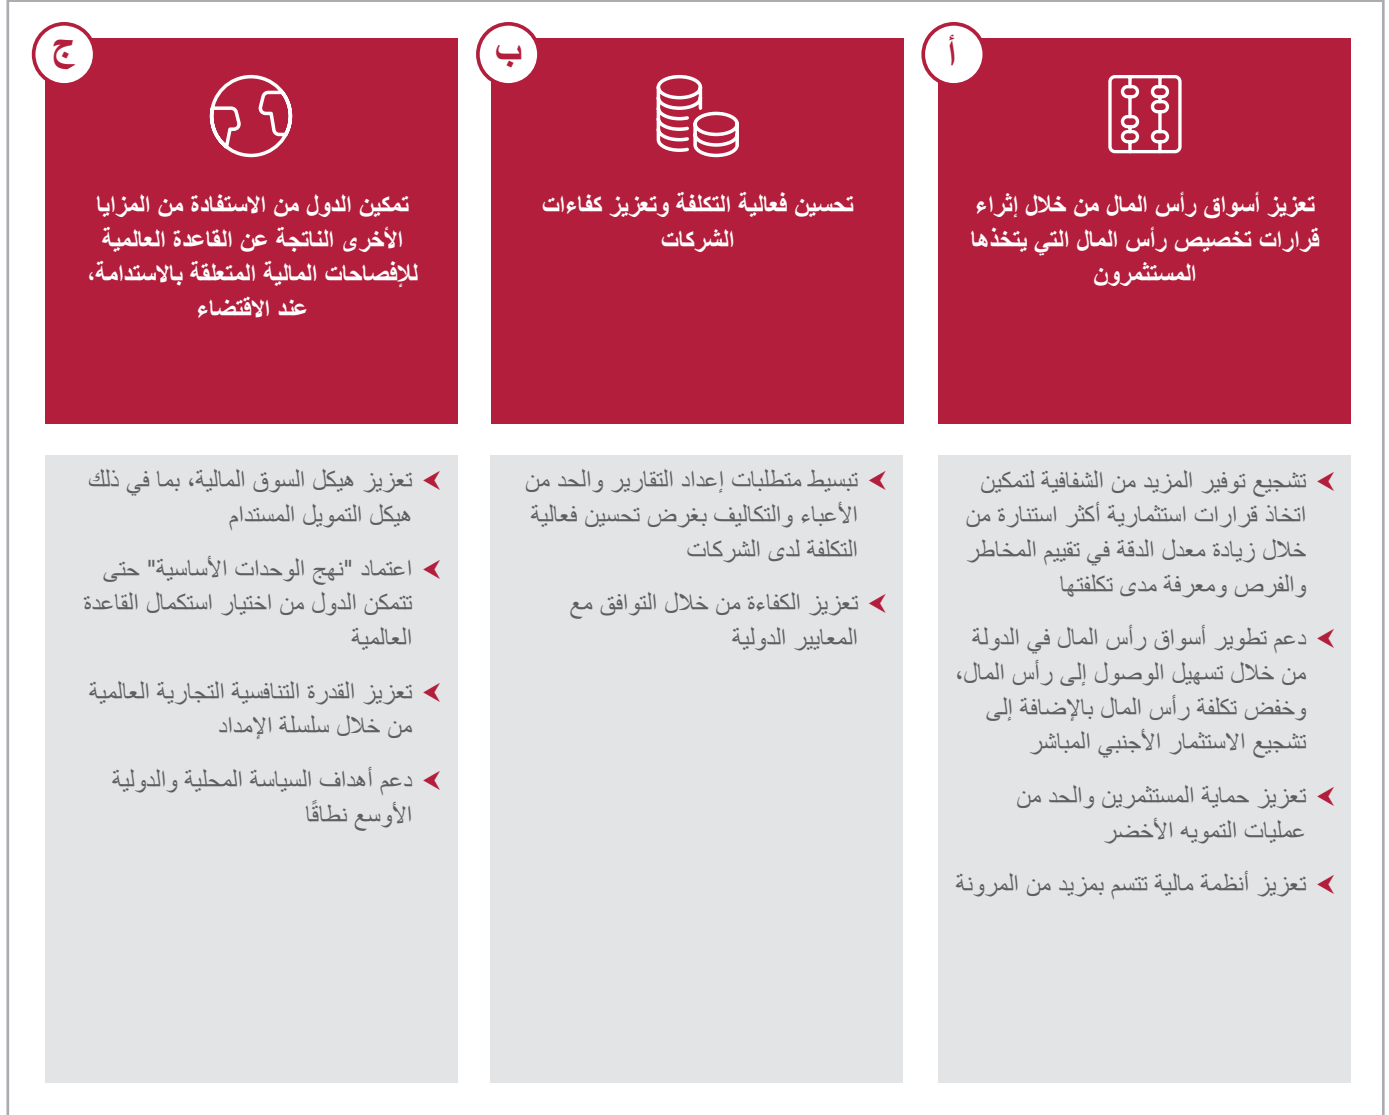 أ
تعزيز أسواق رأس المال من خلال إثراء
قرارات تخصيص رأس المال التي يتخذها
المستثمرون
تشجيع توفير المزيد من الشفافية لتمكين
اتخاذ قرارات استثمارية أكثر استنارة من
خلال زيادة معدل الدقة في تقييم المخاطر
والفرص ومعرفة مدى تكلفتها
دعم تطوير أسواق رأس المال في الدولة
من خلال تسهيل الوصول إلى رأس المال،
وخفض تكلفة رأس المال بالإضافة إلى
تشجيع الاستثمار الأجنبي المباشر
تعزيز حماية المستثمرين والحد من
عمليات التمويه الأخضر
تعزيز أنظمة مالية تتسم بمزيد من المرونة
ب
تحسين فعالية التكلفة وتعزيز كفاءات
الشركات
تبسيط متطلبات إعداد التقارير والحد من
الأعباء والتكاليف بغرض تحسين فعالية
التكلفة لدى الشركات
تعزيز الكفاءة من خلال التوافق مع
المعايير الدولية
ج
تمكين الدول من الاستفادة من المزايا
الأخرى الناتجة عن القاعدة العالمية
للإفصاحات المالية المتعلقة بالاستدامة،
عند الاقتضاء
تعزيز هيكل السوق المالية، بما في ذلك
هيكل التمويل المستدام
اعتماد "نهج الوحدات الأساسية" حتى
تتمكن الدول من اختيار استكمال القاعدة
العالمية
تعزيز القدرة التنافسية التجارية العالمية
من خلال سلسلة الإمداد
دعم أهداف السياسة المحلية والدولية
الأوسع نطاقًا